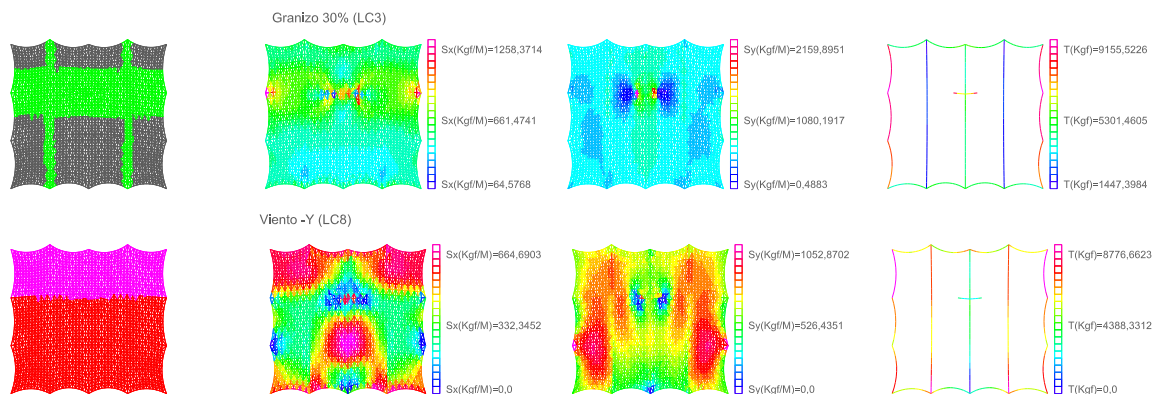 Granizo 30% (LC3)
Sx(Kgf/M)=1258,3714
Sx(Kgf/M)=661,4741
Sx(Kgf/M)=64,5768
Sy(Kgf/M)=2159,8951
Sy(Kgf/M)=1080,1917
Sy(Kgf/M)=0,4883
T(Kgf)=9155,5226
T(Kgf)=5301,4605
T(Kgf)=1447,3984
Viento -Y (LC8)
Sx(Kgf/M)=664,6903
Sx(Kgf/M)=332,3452
Sx(Kgf/M)=0,0
Sy(Kgf/M)=1052,8702
Sy(Kgf/M)=526,4351
Sy(Kgf/M)=0,0
T(Kgf)=8776,6623
T(Kgf)=4388,3312
T(Kgf)=0,0